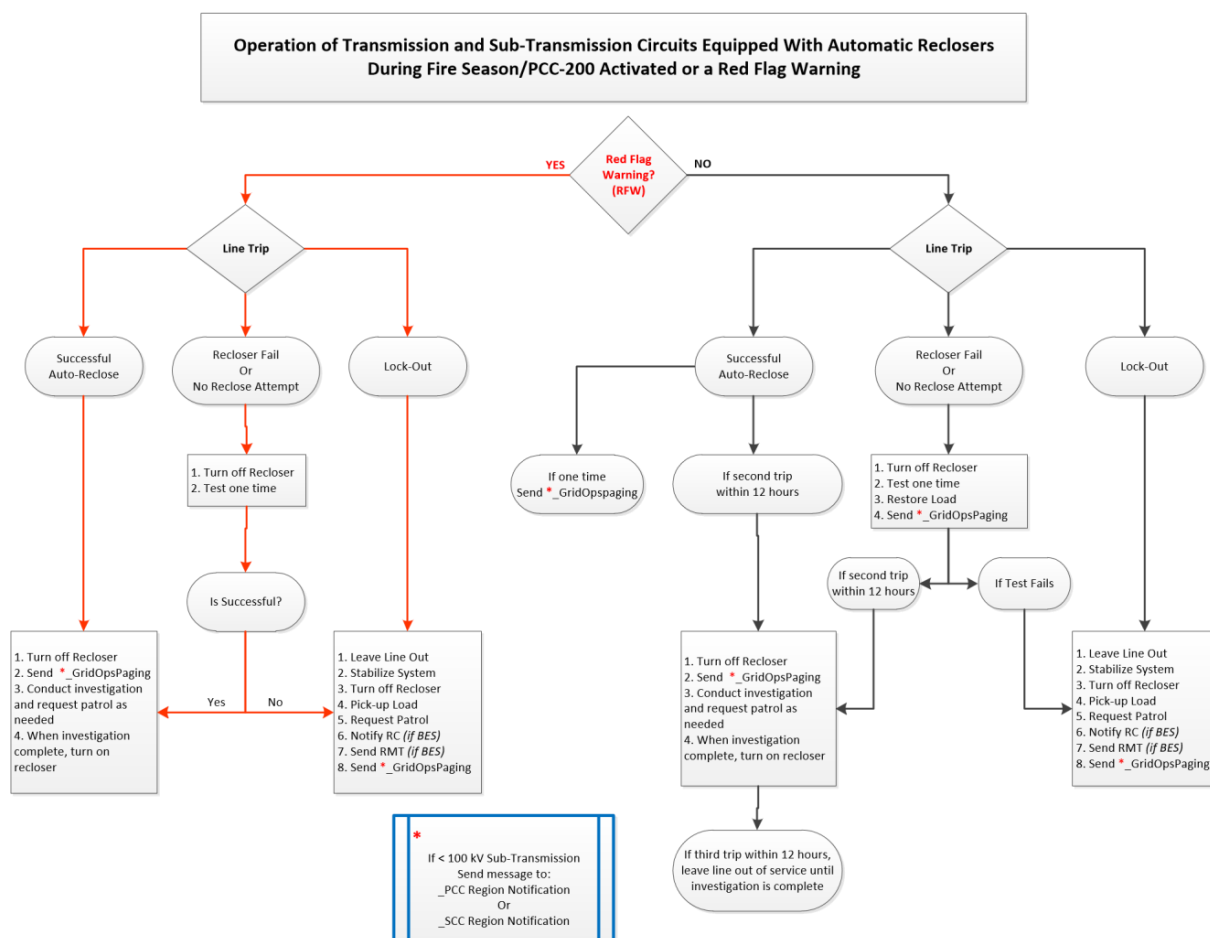 Operation of Transmission and Sub-Transmission Circuits Equipped With Automatic Reclosers
During Fire Season/PCC-200 Activated or a Red Flag Warning
YES
Red Flag
Warning?
(RFW)
NO
Line Trip
Line Trip
Successful
Auto-Reclose
Recloser Fail
Or
No Reclose Attempt
Lock-Out
Successful
Auto-Reclose
Recloser Fail
Or
No Reclose Attempt
Lock-Out
1. Turn off Recloser
2. Test one time
If one time
Send *_GridOpspaging
If second trip
within 12 hours
1. Turn off Recloser
2. Test one time
3. Restore Load
4. Send *_GridOpsPaging
Is Successful?
If second trip
within 12 hours
If Test Fails
1. Turn off Recloser
2. Send *_GridOpsPaging
3. Conduct investigation
and request patrol as
needed
4. When investigation
complete, turn on
recloser
Yes
No
1. Leave Line Out
2. Stabilize System
3. Turn off Recloser
4. Pick-up Load
5. Request Patrol
6. Notify RC (if BES)
7. Send RMT (if BES)
8. Send *_GridOpsPaging
1. Turn off Recloser
2. Send *_GridOpsPaging
3. Conduct investigation
and request patrol as
needed
4. When investigation
complete, turn on recloser
1. Leave Line Out
2. Stabilize System
3. Turn off Recloser
4. Pick-up Load
5. Request Patrol
6. Notify RC (if BES)
7. Send RMT (if BES)
8. Send *_GridOpsPaging
*
If < 100 kV Sub-Transmission
Send message to:
_PCC Region Notification
Or
_SCC Region Notification
If third trip within 12 hours,
leave line out of service until
investigation is complete